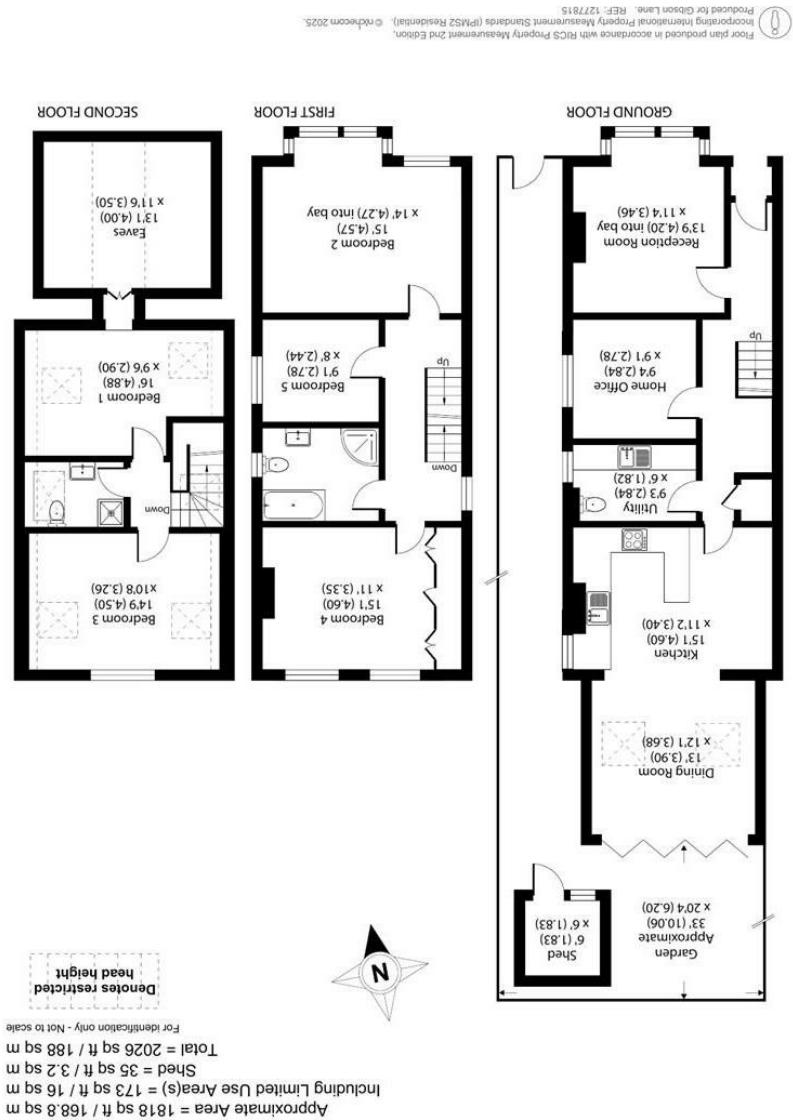 Approximate Area = 1818 sq ft / 168.8 sq m
Including Limited Use Area(s) = 173 sq ft / 16 sq m
Shed = 35 sq ft / 3.2 sq m
Total = 2026 sq ft / 188 sq m
For identification only - Not to scale
Denotes restricted
head height
N
Garden
Approximate
33' (10.06)
x 20'4 (6.20)
Shed
6' (1.83)
x 6' (1.83)
Dining Room
13' (3.90)
x 12'1 (3.68)
Kitchen
15'1 (4.60)
x 11'2 (3.40)
Utility
9'3 (2.84)
x 6' (1.82)
Home Office
9'4 (2.84)
x 9'1 (2.78)
Up
Reception Room
13'9 (4.20) into bay
x 11'4 (3.46)
GROUND FLOOR
Bedroom 4
15'1 (4.60)
x 11' (3.35)
Down
Up
Bedroom 5
9'1 (2.78)
x 8' (2.44)
Bedroom 2
15' (4.57)
x 14' (4.27) into bay
FIRST FLOOR
Bedroom 3
14'9 (4.50)
x10'8 (3.26)
Down
Bedroom 1
16' (4.88)
x 9'6 (2.90)
Eaves
13'1 (4.00)
x 11'6 (3.50)
SECOND FLOOR
Floor plan produced in accordance with RICS Property Measurement 2nd Edition,
Incorporating International Property Measurement Standards (IPMS2 Residential). © nichecom 2025.
Produced for Gibson Lane. REF: 1277815